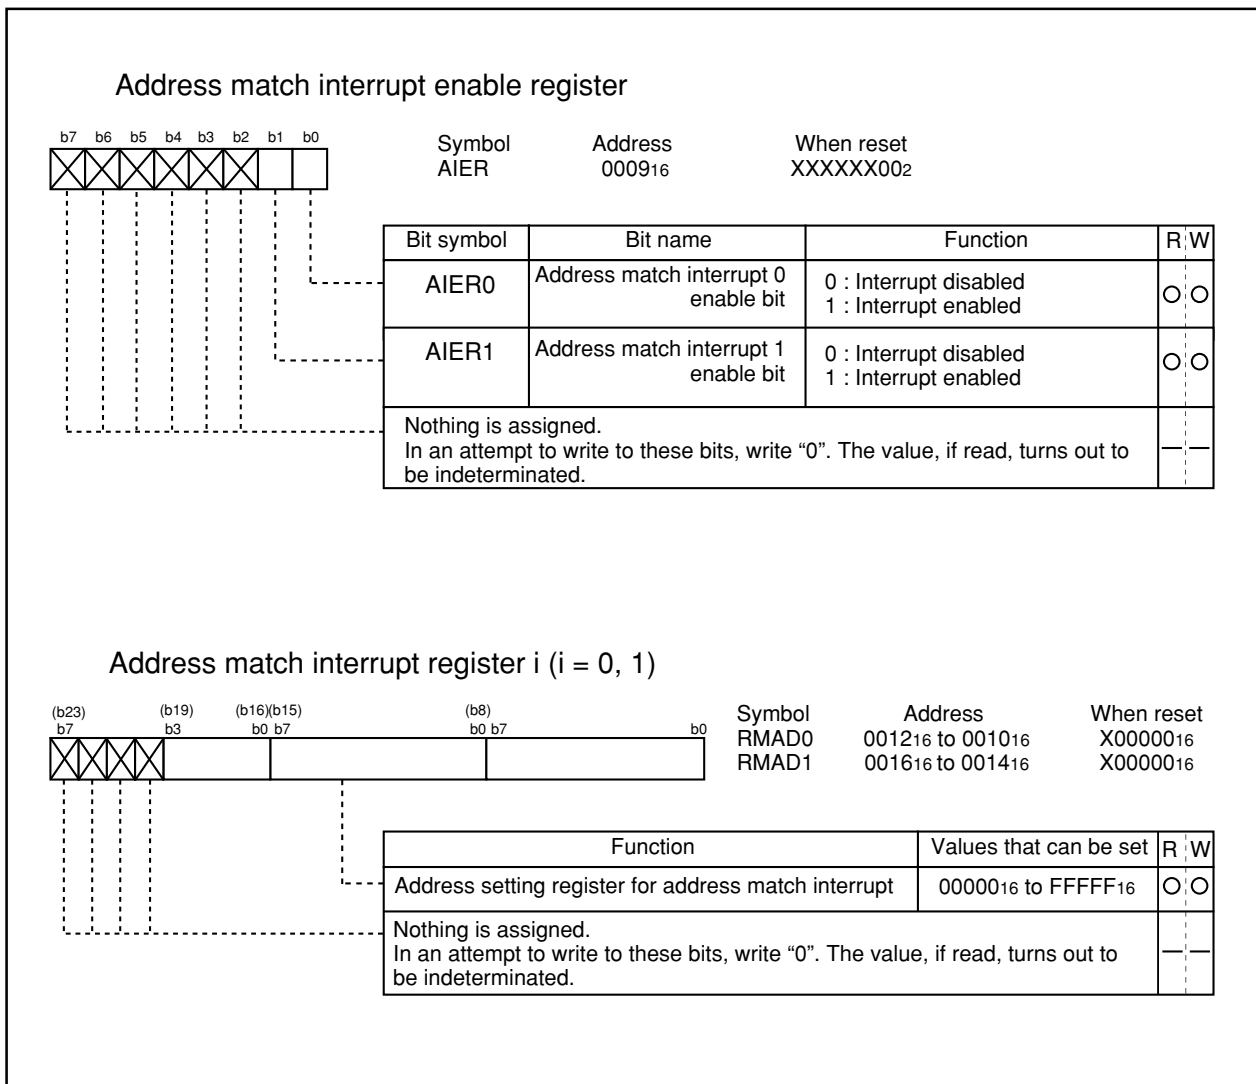 Address match interrupt enable register
b7 b6 b5 b4 b3 b2 b1 b0
Symbol Address When reset
AIER 000916 XXXXXX002
Bit symbol Bit name Function R W
AIER0 Address match interrupt 0 enable bit 0 : Interrupt disabled 1 : Interrupt enabled
AIER1 Address match interrupt 1 enable bit 0 : Interrupt disabled 1 : Interrupt enabled
Nothing is assigned.
In an attempt to write to these bits, write “0”. The value, if read, turns out to
be indeterminated.
Address match interrupt register i (i = 0, 1)
(b23) (b19) (b16)(b15) (b8)
b7 b3 b0 b7 b0 b7 b0
Symbol Address When reset
RMAD0 001216 to 001016 X0000016
RMAD1 001616 to 001416 X0000016
Function Values that can be set R W
Address setting register for address match interrupt 0000016 to FFFFF16
Nothing is assigned.
In an attempt to write to these bits, write “0”. The value, if read, turns out to
be indeterminated.